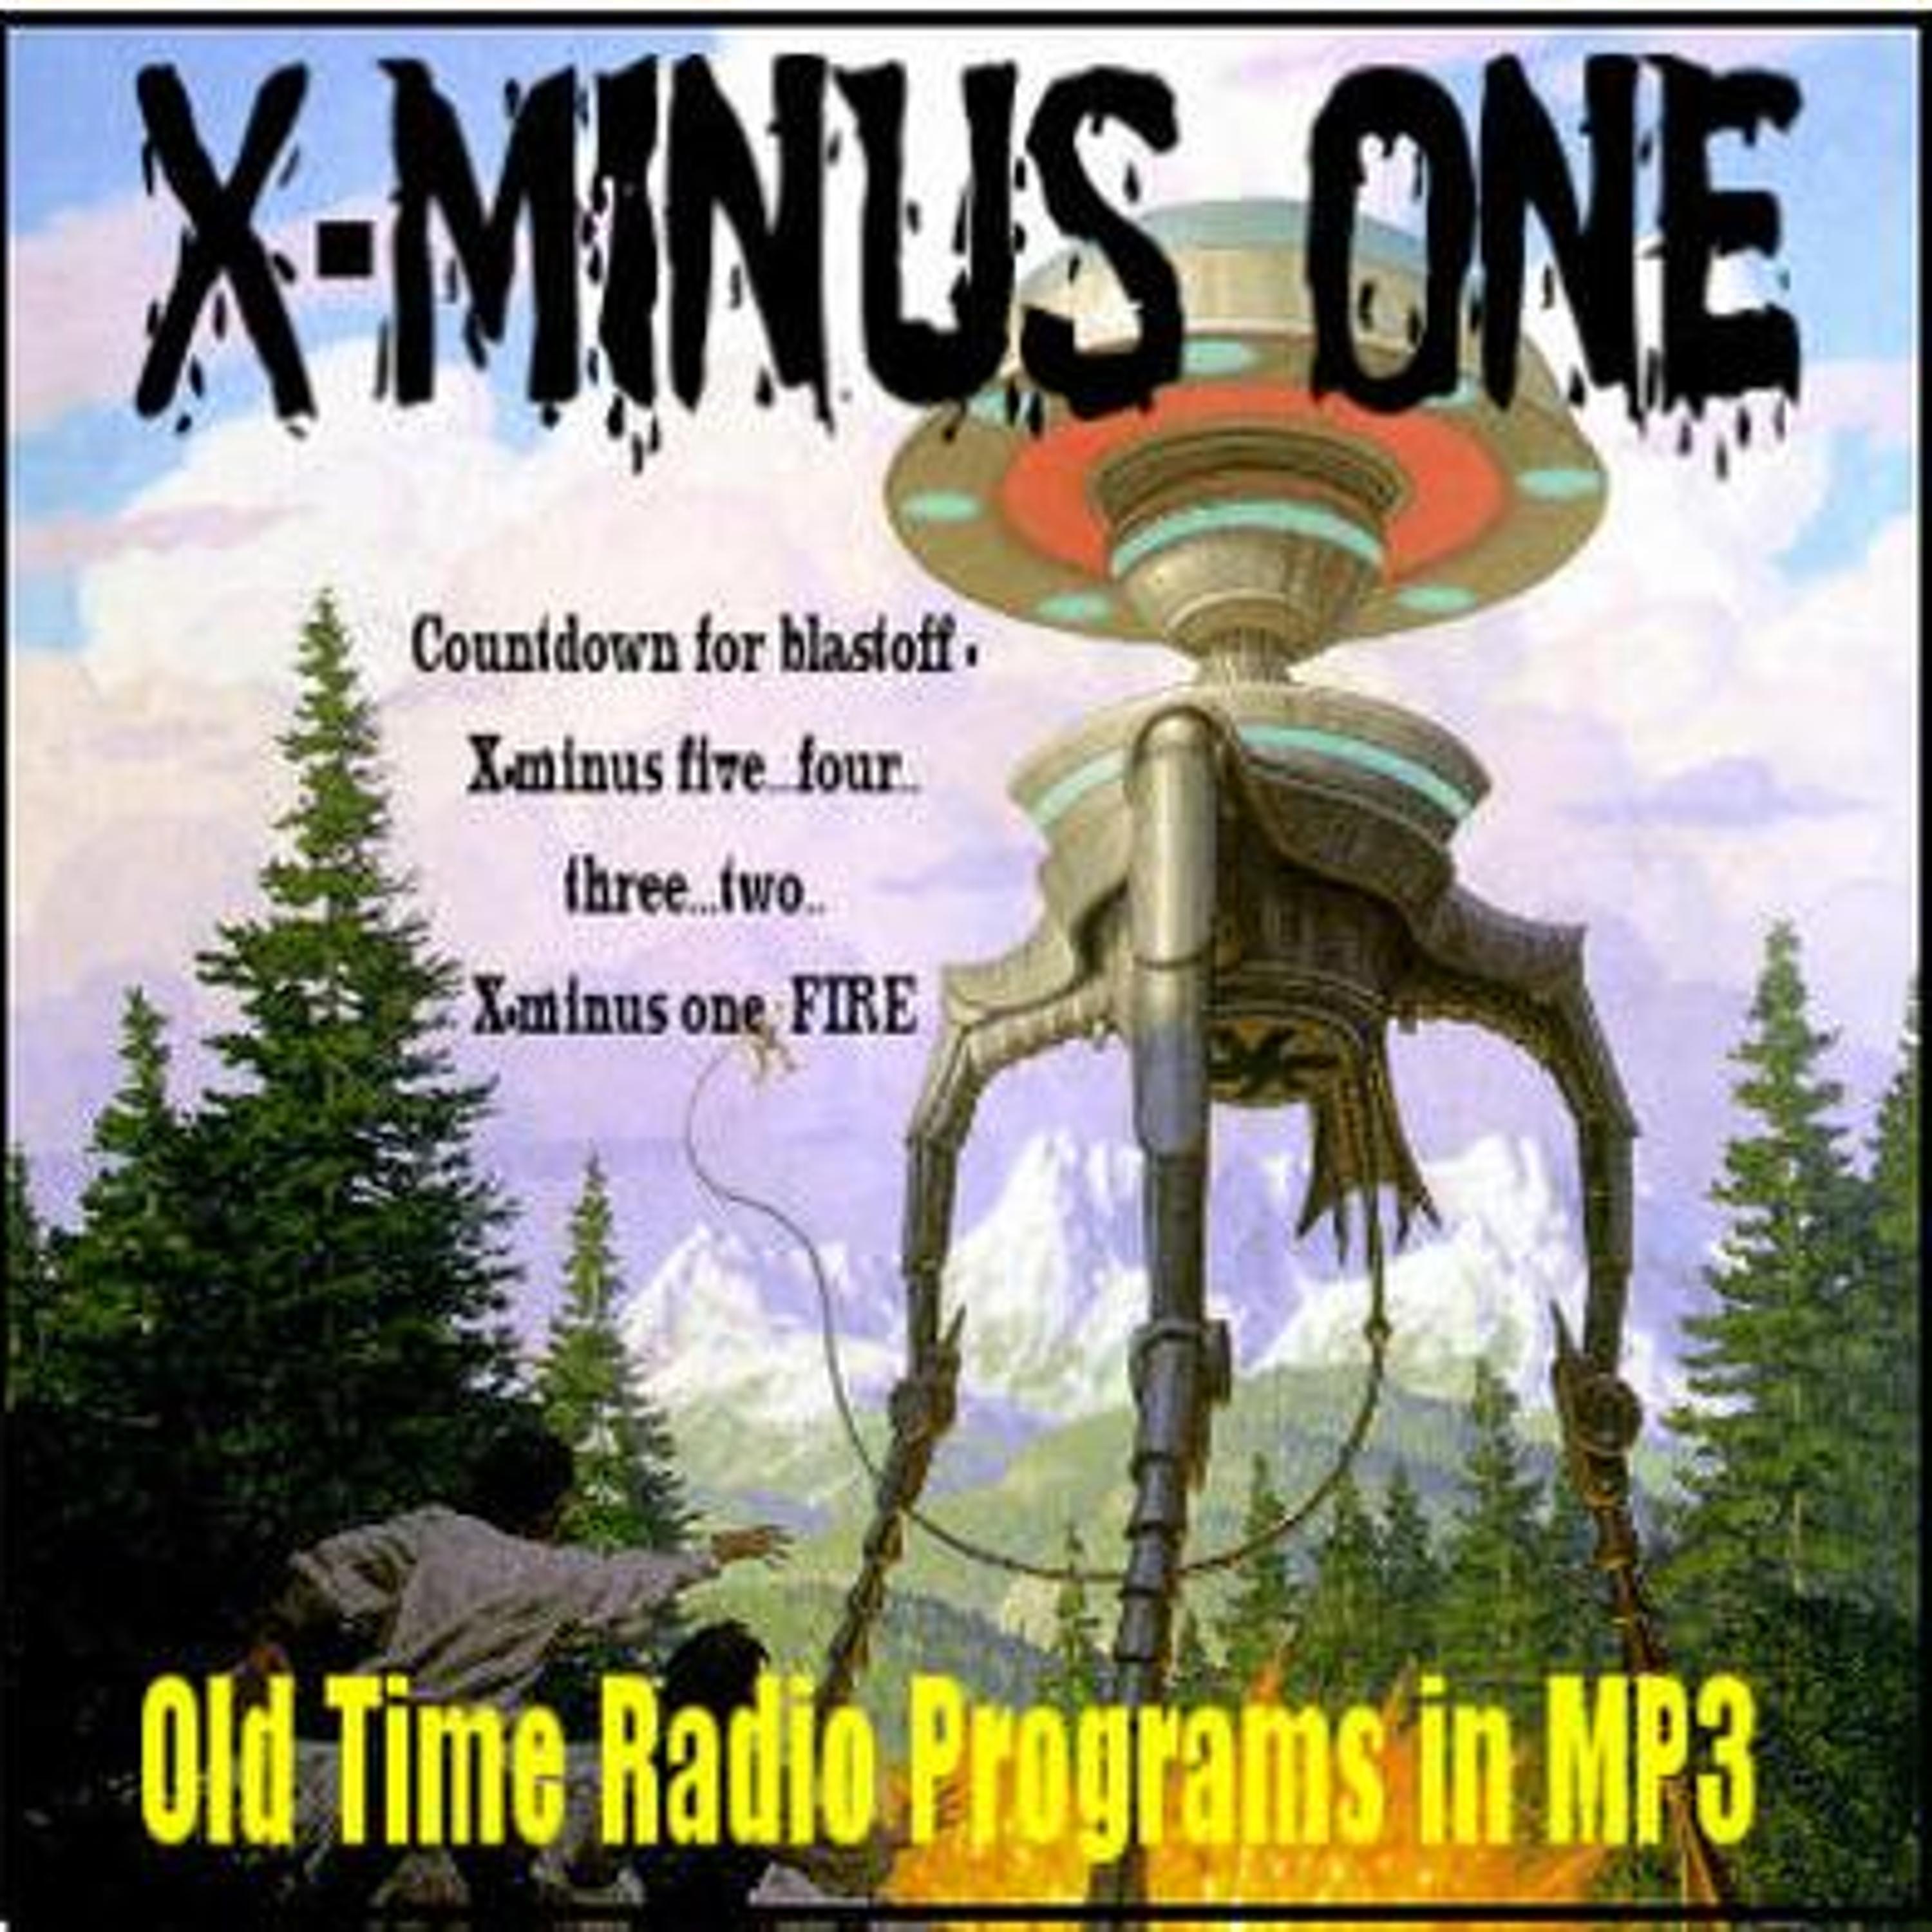 X-MINUS ONE
Countdown for blastoff -
X-minus five...four..
three...two..
X-minus one FIRE
Old Time Radio Programs in MP3